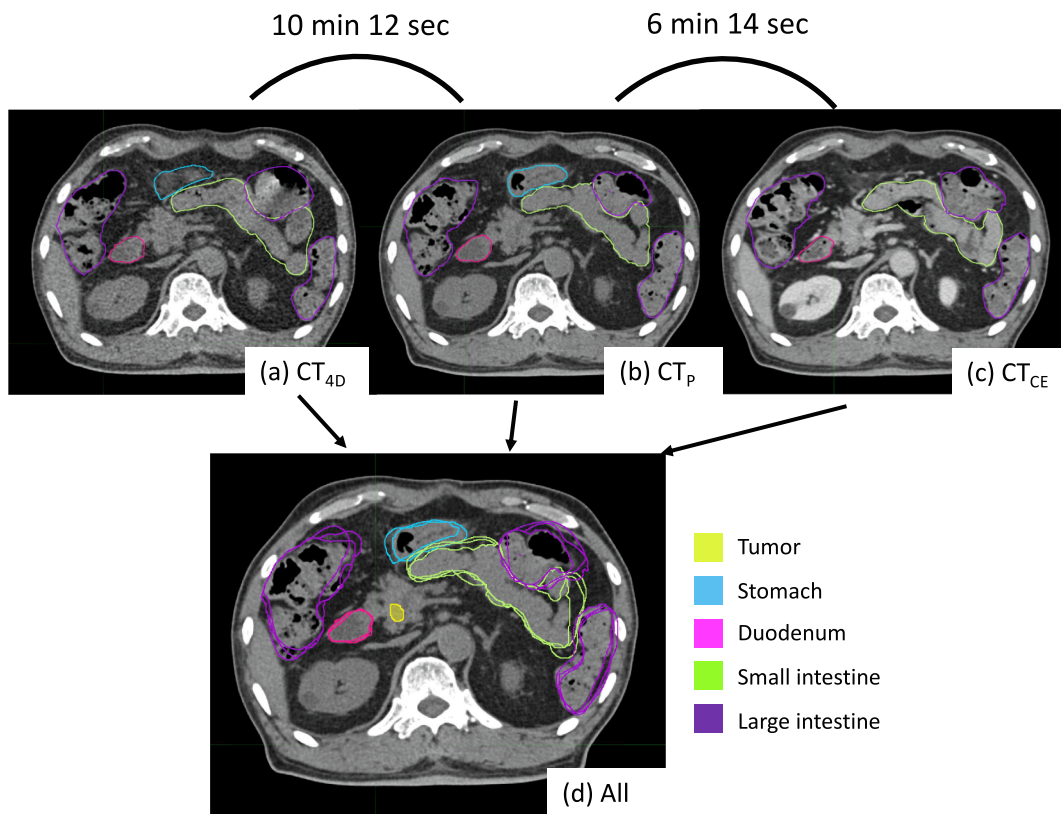 10 min 12 sec
6 min 14 sec
(a) CT4D
(b) CTP
(c) CTCE
Tumor
Stomach
Duodenum
Small intestine
Large intestine
(d) All